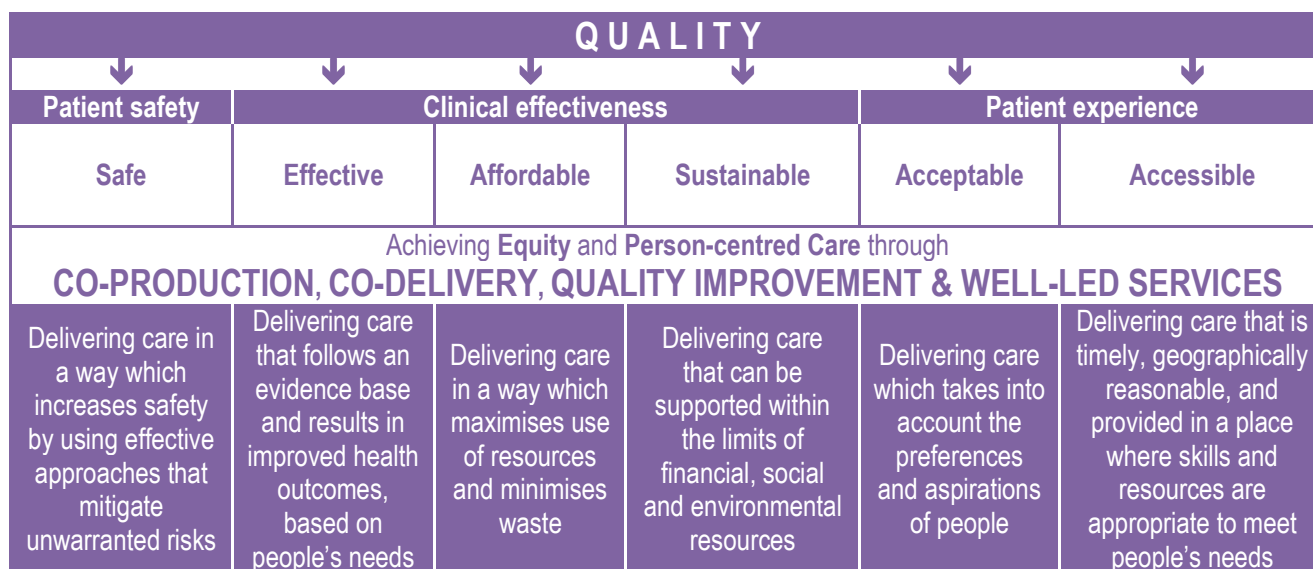 QUALITY
Patient safety
Clinical effectiveness
Patient experience
Safe
Effective
Affordable
Sustainable
Acceptable
Accessible
Achieving Equity and Person-centred Care through
CO-PRODUCTION, CO-DELIVERY, QUALITY IMPROVEMENT & WELL-LED SERVICES
Delivering care in
a way which
increases safety
by using effective
approaches that
mitigate
unwarranted risks
Delivering care
that follows an
evidence base
and results in
improved health
outcomes,
based on
people’s needs
Delivering care
in a way which
maximises use
of resources
and minimises
waste
Delivering care
that can be
supported within
the limits of
financial, social
and environmental
resources
Delivering care
which takes into
account the
preferences
and aspirations
of people
Delivering care that is
timely, geographically
reasonable, and
provided in a place
where skills and
resources are
appropriate to meet
people’s needs